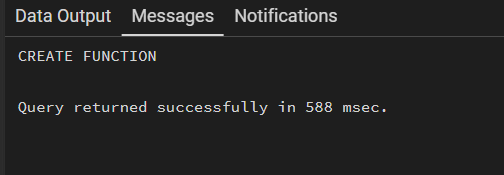 Data Output Messages Notifications
CREATE FUNCTION
Query returned successfully in 588 msec.